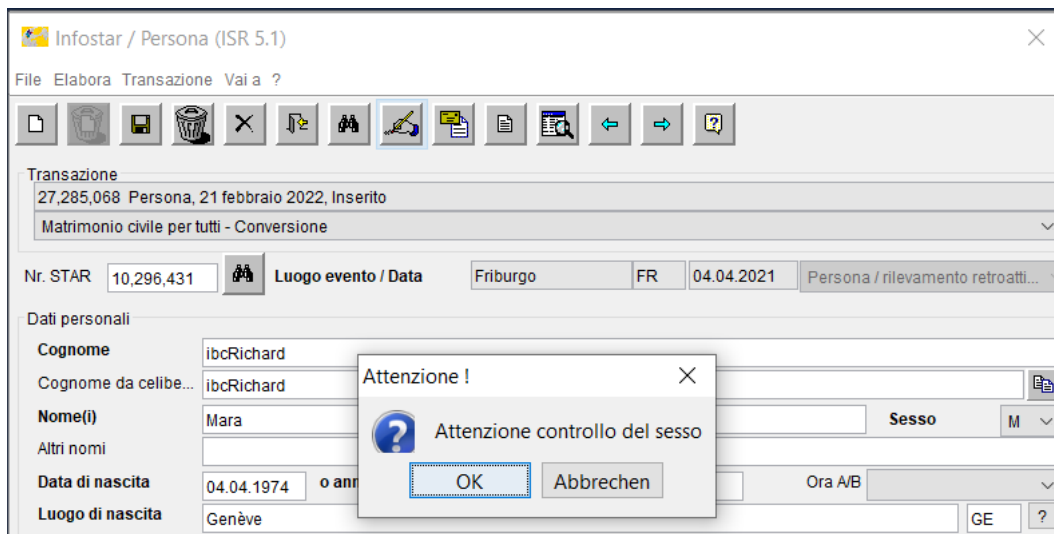 Infostar / Persona (ISR 5.1)
File Elabora Transazione Vai a ?
Transazione
27,285,068 Persona, 21 febbraio 2022, Inserito
Matrimonio civile per tutti - Conversione
Nr. STAR 10,296,431 Luogo evento / Data Friburgo FR 04.04.2021 Persona / rilevamento retroatti...
Dati personali
Cognome ibcRichard
Cognome da celibe... ibcRichard
Nome(i) Mara Sesso M
Altri nomi
Data di nascita 04.04.1974 o ann Ora A/B
Luogo di nascita Genève GE ?
Attenzione !
Attenzione controllo del sesso
OK Abbrechen